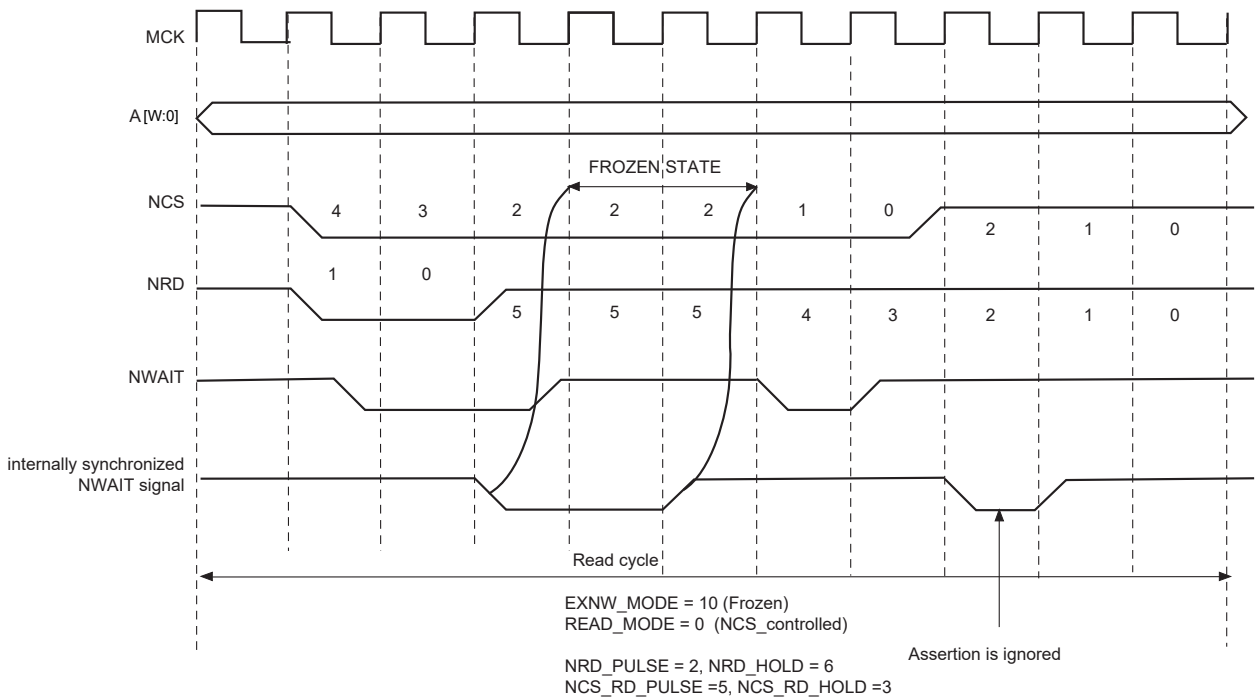 MCK
A [W:0]
FROZEN STATE
NCS
4 3 2 2 2 1 0
2 1 0
1 0
NRD
5 5 5 4 3 2 1 0
NWAIT
internally synchronized
NWAIT signal
Read cycle
EXNW_MODE = 10 (Frozen)
READ_MODE = 0 (NCS_controlled)
Assertion is ignored
NRD_PULSE = 2, NRD_HOLD = 6
NCS_RD_PULSE =5, NCS_RD_HOLD =3